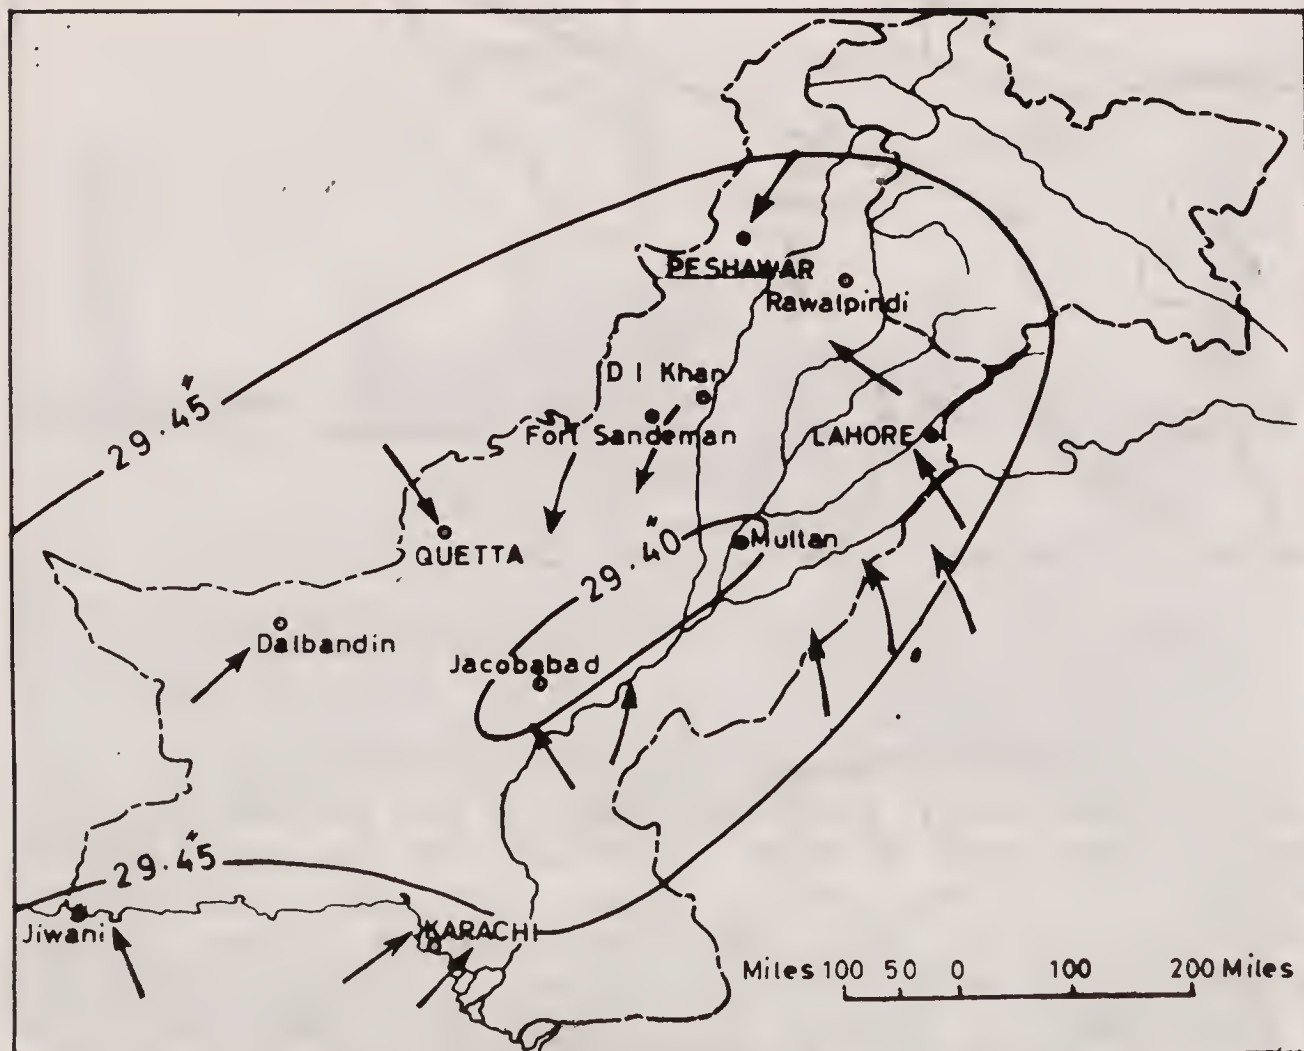 PESHAWAR
Rawalpindi
D I Khan
29.45"
Fort Sandeman
LAHORE
QUETTA
29.40"
Multan
Dalbandin
Jacobabad
29.45"
Jiwani
KARACHI
Miles 100 50 0 100 200 Miles